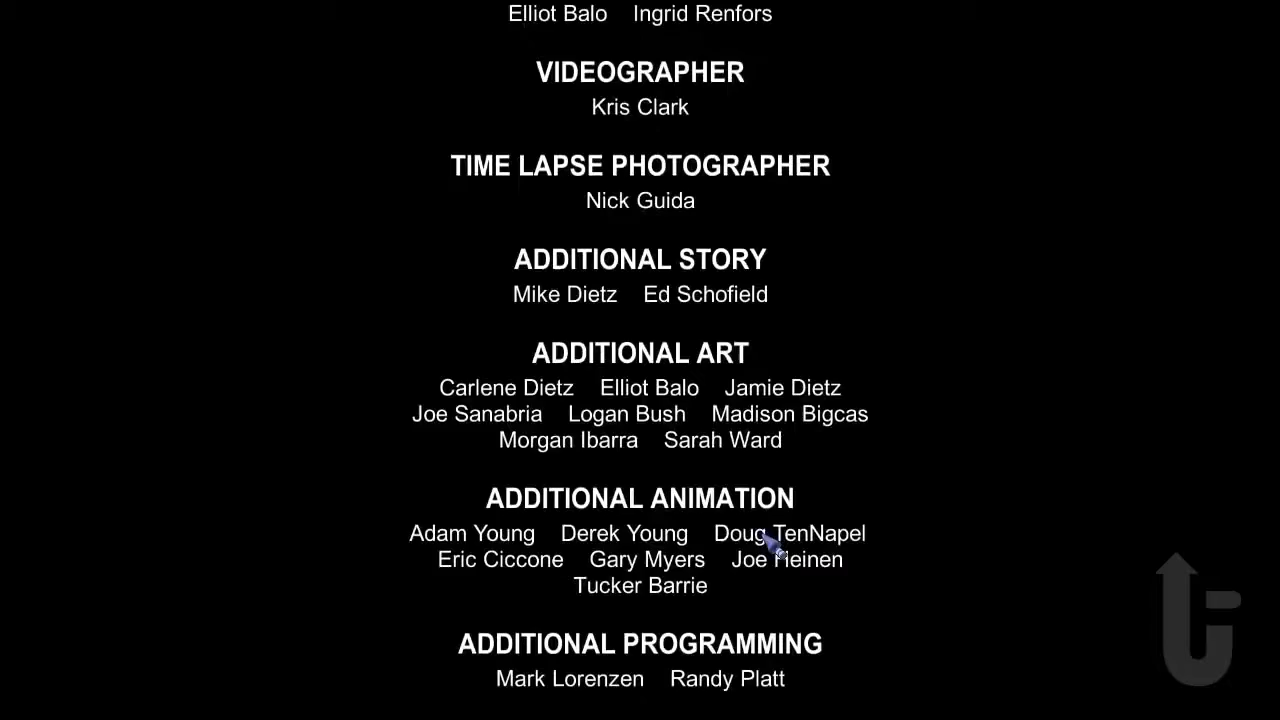 Elliot Balo Ingrid Renfors
VIDEOGRAPHER
Kris Clark
TIME LAPSE PHOTOGRAPHER
Nick Guida
ADDITIONAL STORY
Mike Dietz Ed Schofield
ADDITIONAL ART
Carlene Dietz Elliot Balo Jamie Dietz
Joe Sanabria Logan Bush Madison Bigcas
Morgan Ibarra Sarah Ward
ADDITIONAL ANIMATION
Adam Young Derek Young Doug TenNapel
Eric Ciccone Gary Myers Joe Heinen
Tucker Barrie
ADDITIONAL PROGRAMMING
Mark Lorenzen Randy Platt